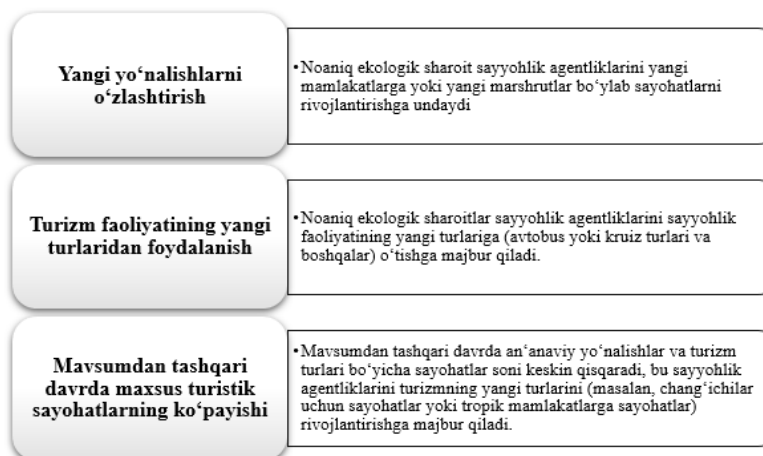 Yangi yo‘nalishlarni
o‘zlashtirish
•Noaniq ekologik sharoit sayyohlik agentliklarini yangi
mamlakatlarga yoki yangi marshrutlar bo‘ylab sayohatlarni
rivojlantirishga undaydi
Turizm faoliyatining yangi
turlaridan foydalanish
•Noaniq ekologik sharoitlar sayyohlik agentliklarini sayyohlik
faoliyatining yangi turlariga (avtobus yoki kruiz turlari va
boshqalar) o‘tishga majbur qiladi.
Mavsumdan tashqari
davrda maxsus turistik
sayohatlarning ko‘payishi
•Mavsumdan tashqari davrda an’anaviy yo‘nalishlar va turizm
turlari bo‘yicha sayohatlar soni keskin qisqaradi, bu sayyohlik
agentliklarini turizmning yangi turlarini (masalan, chang‘ichilar
uchun sayohatlar yoki tropik mamlakatlarga sayohatlar)
rivojlantirishga majbur qiladi.